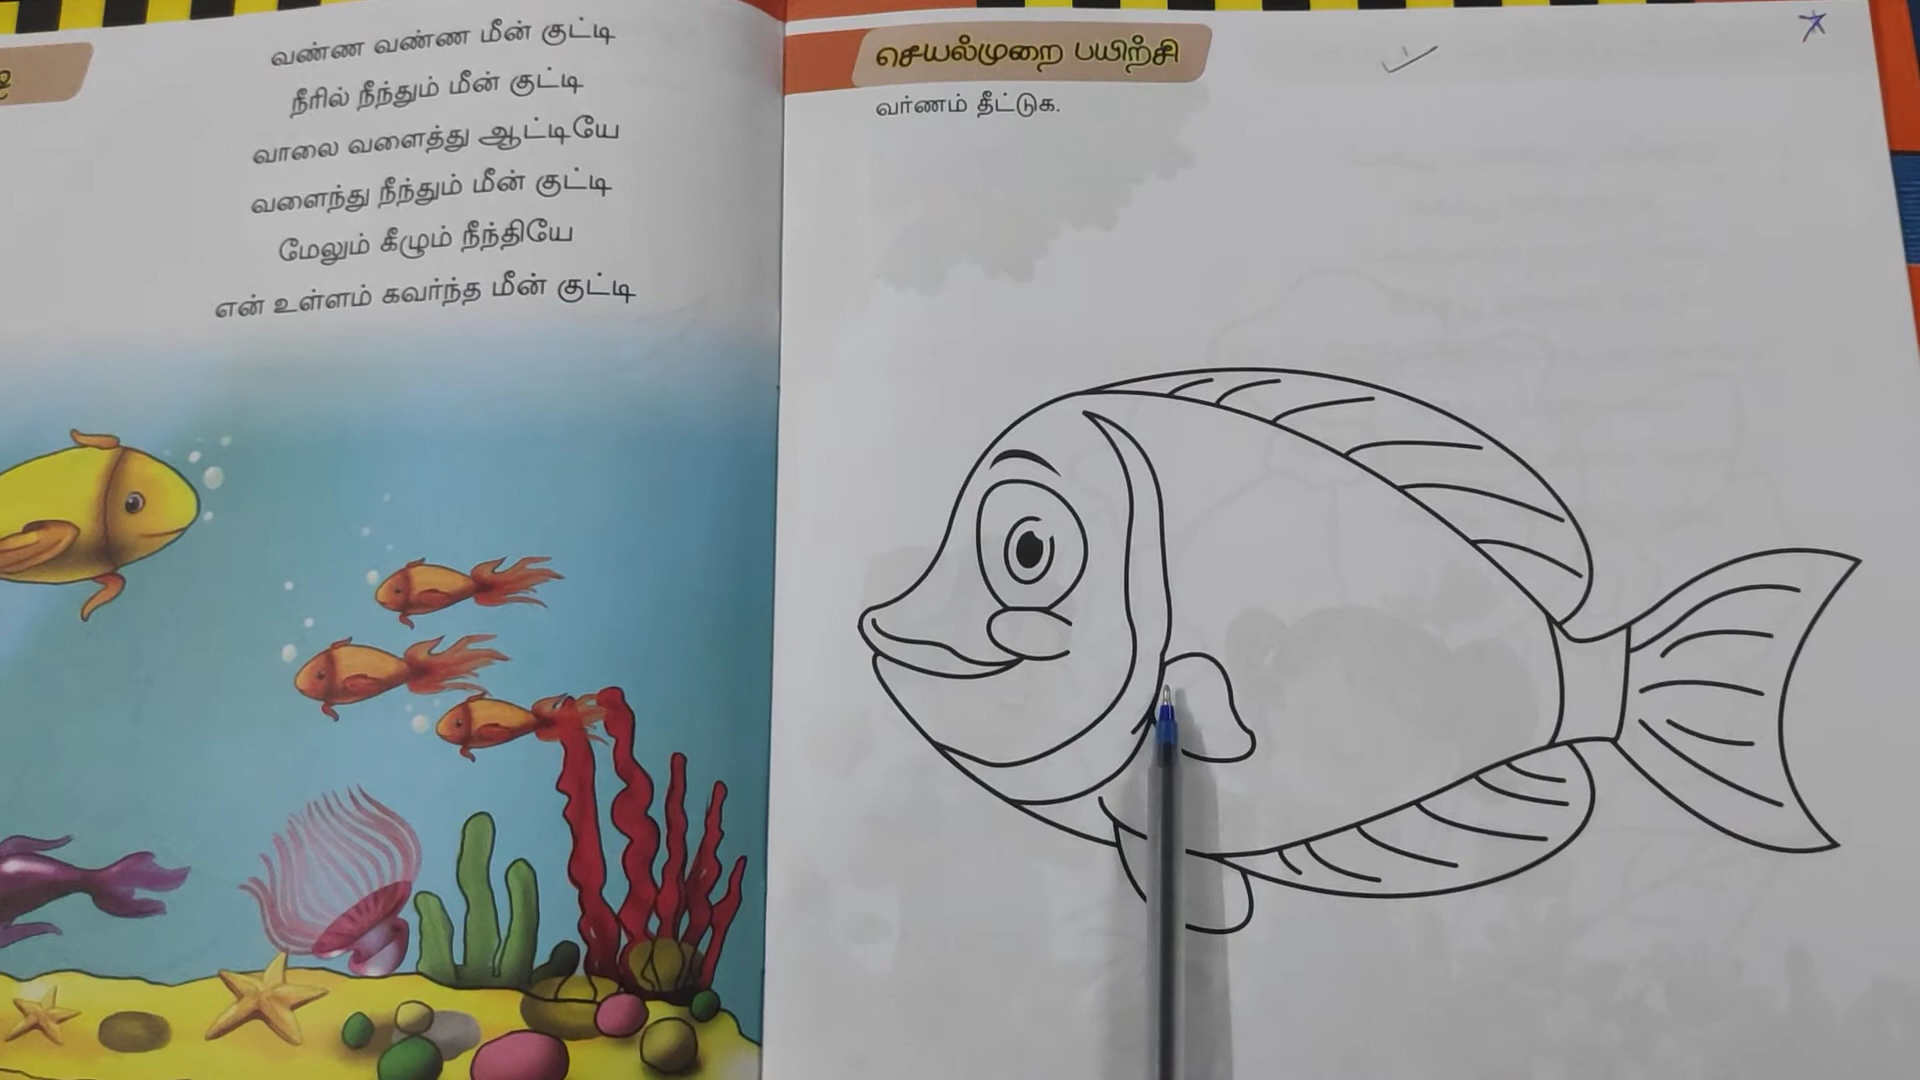 வண்ண வண்ண மீன் குட்டி
நீரில் நீந்தும் மீன் குட்டி
வாலை வளைத்து ஆட்டியே
வளைந்து நீந்தும் மீன் குட்டி
மேலும் கீழும் நீந்தியே
என் உள்ளம் கவர்ந்த மீன் குட்டி
செயல்முறை பயிற்சி
வர்ணம் தீட்டுக.